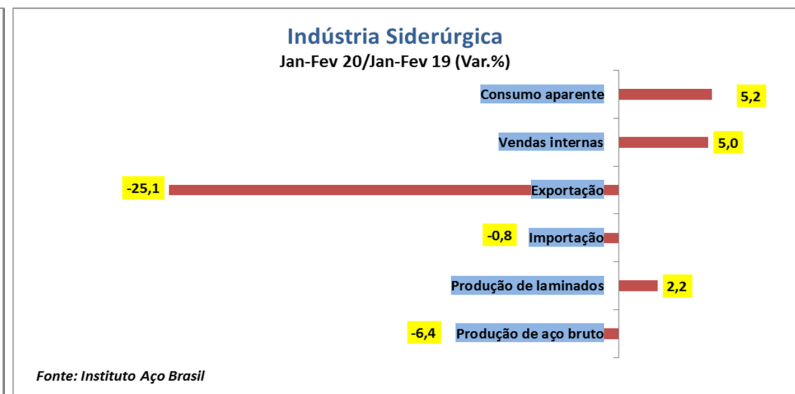 Indústria Siderúrgica
Jan-Fev 20/Jan-Fev 19 (Var.%)
Consumo aparente 5,2
Vendas internas 5,0
-25,1 Exportação
-0,8 Importação
Produção de laminados 2,2
-6,4 Produção de aço bruto
Fonte: Instituto Aço Brasil